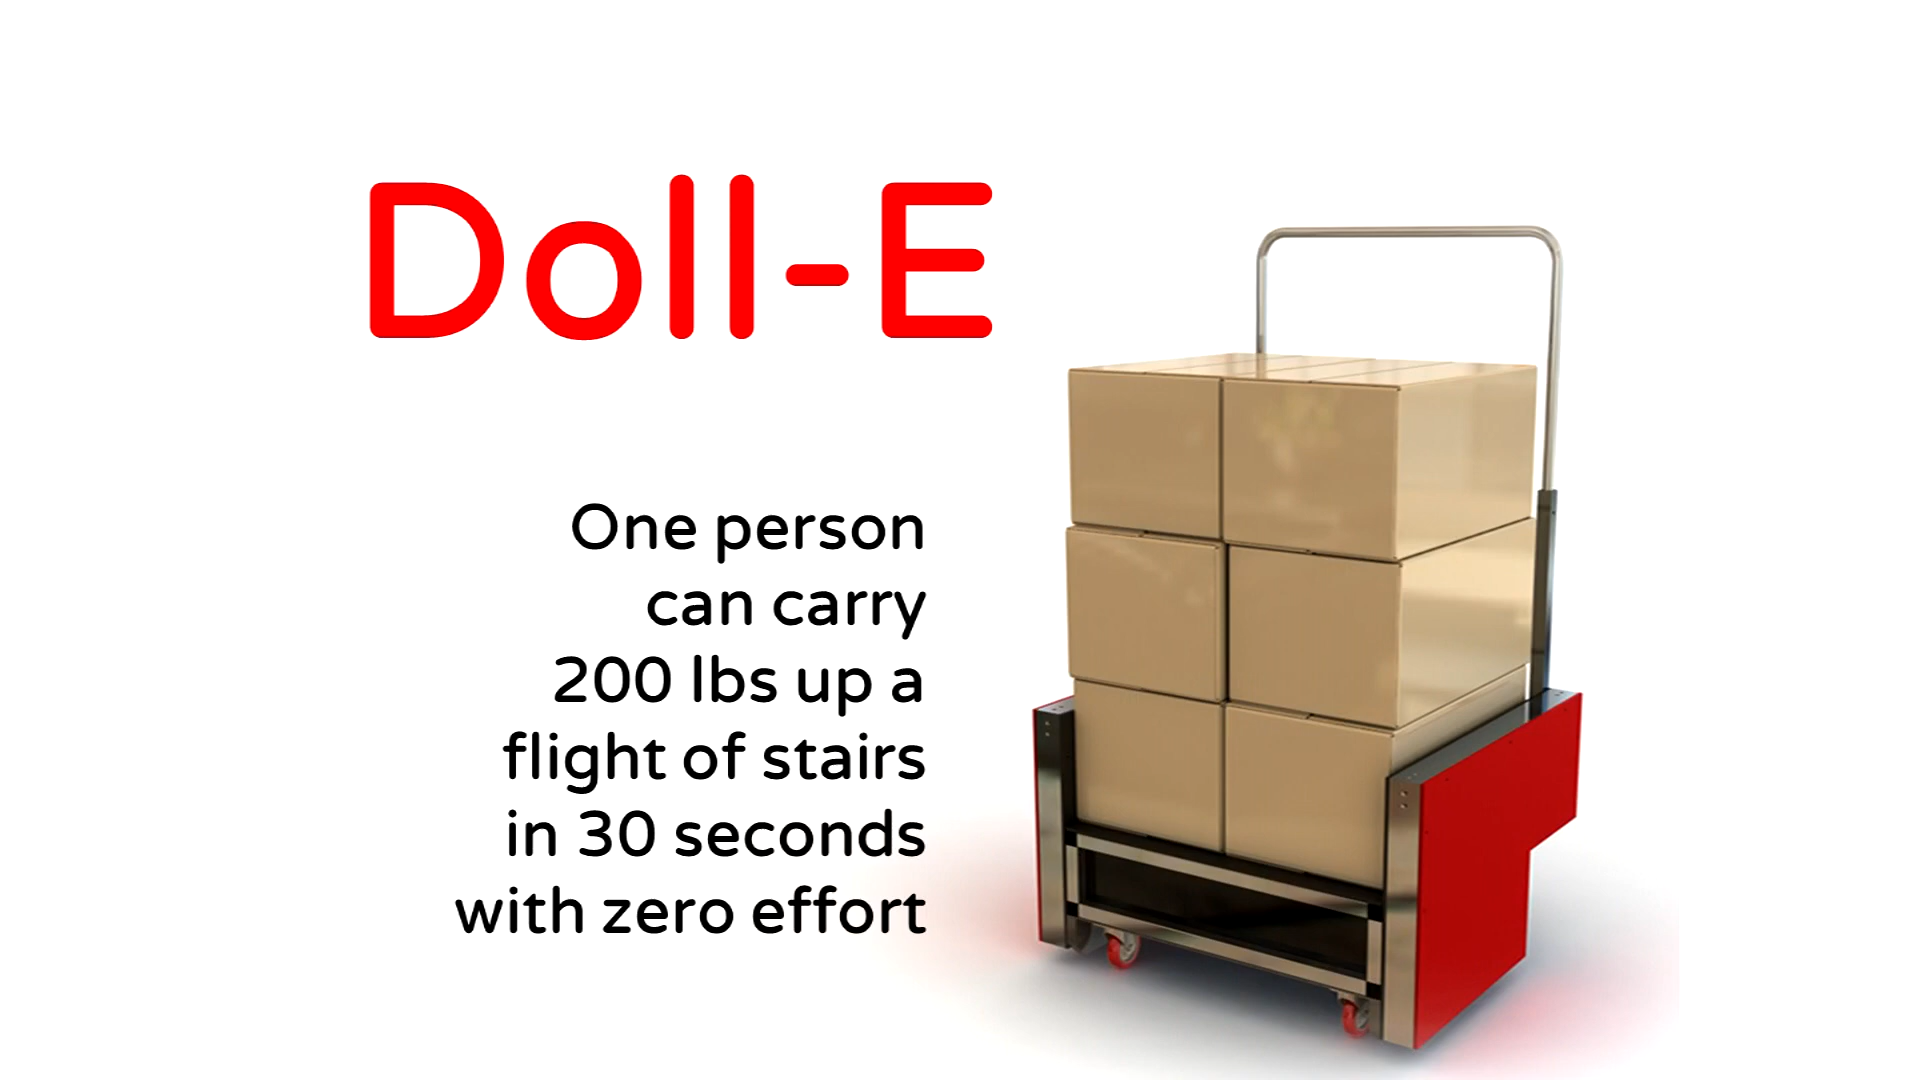 Doll-E
One person
can carry
200 lbs up a
flight of stairs
in 30 seconds
with zero effort